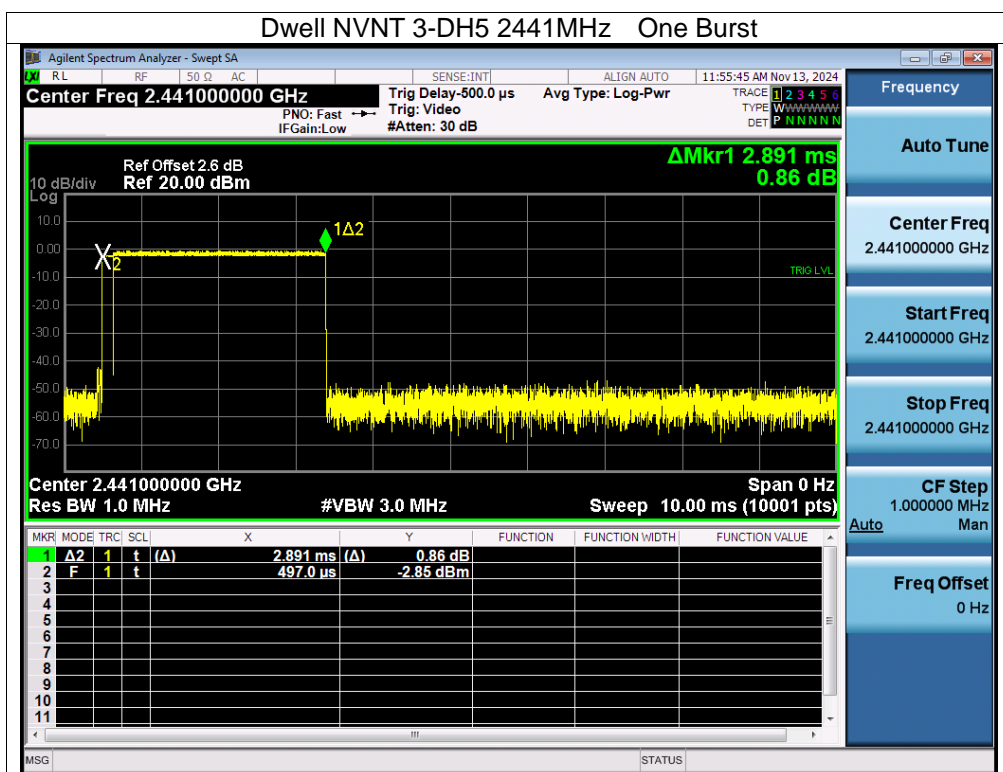 Dwell NVNT 3-DH5 2441MHz One Burst
Agilent Spectrum Analyzer - Swept SA
LXI RL RF 50 Ω AC SENSE:INT ALIGN AUTO 11:55:45 AM Nov 13, 2024
Center Freq 2.441000000 GHz Trig Delay-500.0 µs Avg Type: Log-Pwr TRACE 1 2 3 4 5 6
PNO: Fast Trig: Video TYPE WWWWWWW
IFGain:Low #Atten: 30 dB DET P N N N N N
Frequency
Auto Tune
Center Freq
2.441000000 GHz
Start Freq
2.441000000 GHz
Stop Freq
2.441000000 GHz
CF Step
1.000000 MHz
Auto Man
Freq Offset
0 Hz
ΔMkr1 2.891 ms
0.86 dB
Ref Offset 2.6 dB
10 dB/div Ref 20.00 dBm
Log
10.0
0.00
-10.0
-20.0
-30.0
-40.0
-50.0
-60.0
-70.0
1Δ2
2
TRIG LVL
Center 2.441000000 GHz Span 0 Hz
Res BW 1.0 MHz #VBW 3.0 MHz Sweep 10.00 ms (10001 pts)
MKR MODE TRC SCL X Y FUNCTION FUNCTION WIDTH FUNCTION VALUE
1 Δ2 1 t (Δ) 2.891 ms (Δ) 0.86 dB
2 F 1 t 497.0 µs -2.85 dBm
3
4
5
6
7
8
9
10
11
MSG STATUS